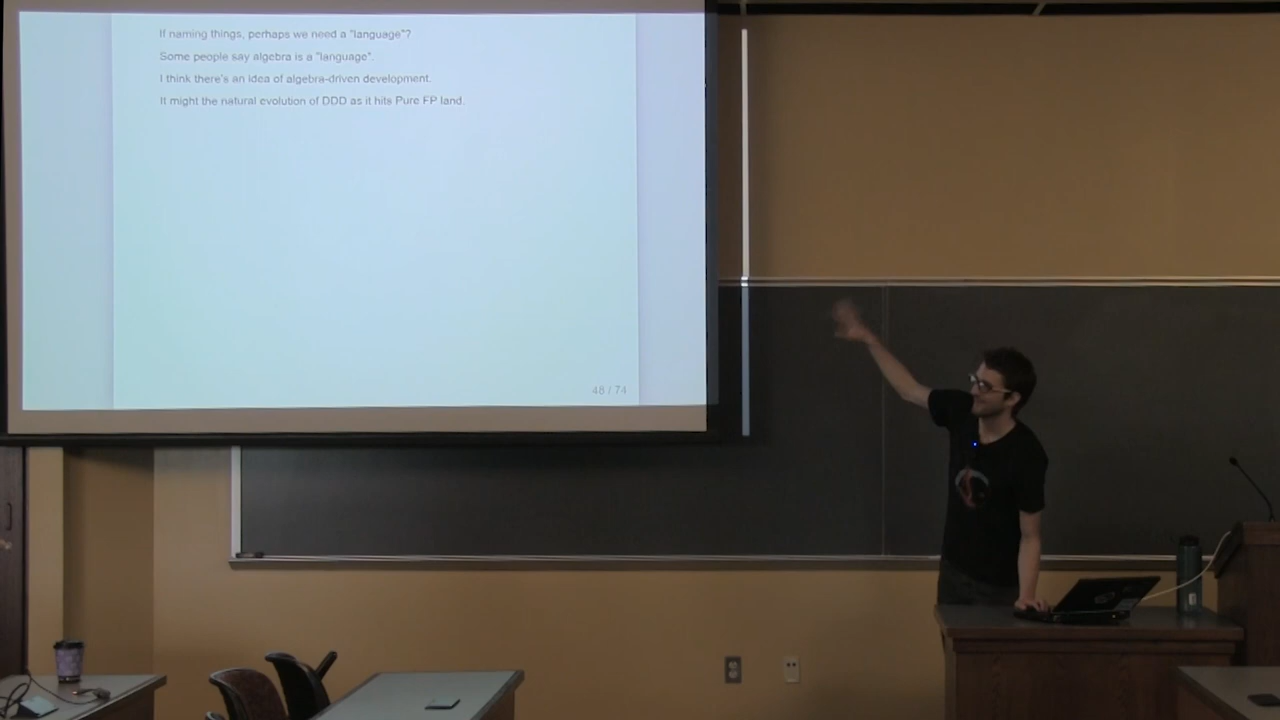 If naming things, perhaps we need a "language"?
Some people say algebra is a "language".
I think there's an idea of algebra-driven development.
It might the natural evolution of DDD as it hits Pure FP land.
48 / 74